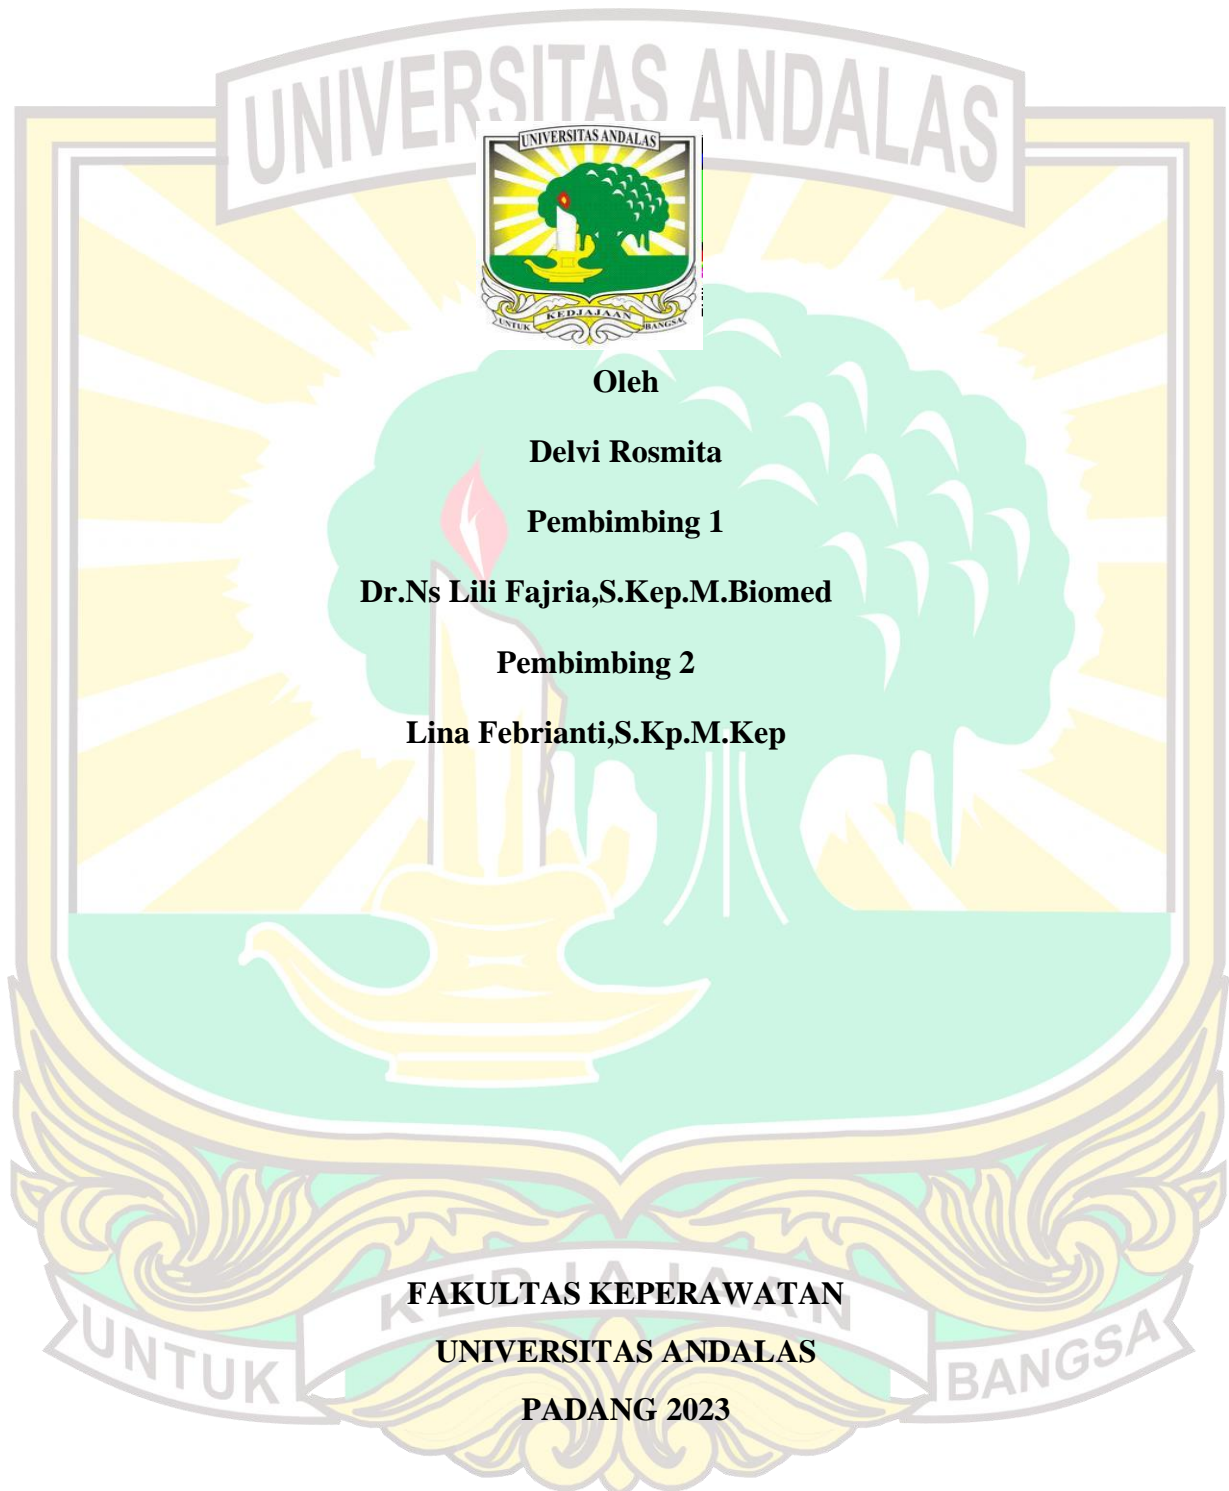 UNIVERSITAS ANDALAS
UNIVERSITAS ANDALAS
UNTUK KEDJAJAAN BANGSA
Oleh
Delvi Rosmita
Pembimbing 1
Dr.Ns Lili Fajria,S.Kep.M.Biomed
Pembimbing 2
Lina Febrianti,S.Kp.M.Kep
FAKULTAS KEPERAWATAN
UNIVERSITAS ANDALAS
PADANG 2023
UNTUK KEDJAJAAN BANGSA